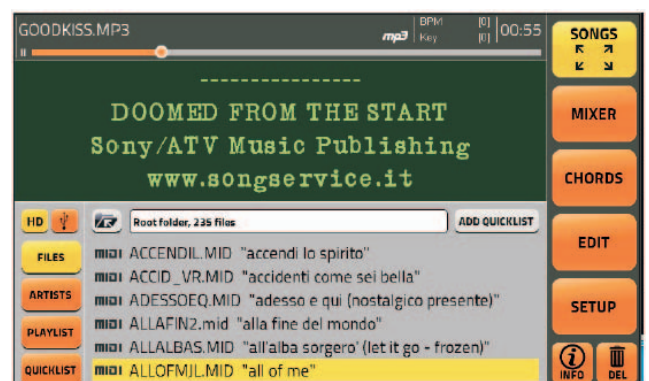 GOODKISS.MP3
mp3
BPM [0]
Key [0]
00:55
----------------
DOOMED FROM THE START
Sony/ATV Music Publishing
www.songservice.it
SONGS
MIXER
CHORDS
EDIT
SETUP
INFO
DEL
HD
Root folder, 235 files
ADD QUICKLIST
FILES
ARTISTS
PLAYLIST
QUICKLIST
MIDI ACCENDIL.MID "accendi lo spirito"
MIDI ACCID_VR.MID "accidenti come sei bella"
MIDI ADESSOEQ.MID "adesso e qui (nostalgico presente)"
MIDI ALLAFIN2.mid "alla fine del mondo"
MIDI ALLALBAS.MID "all'alba sorgero' (let it go - frozen)"
MIDI ALLOFMJL.MID "all of me"